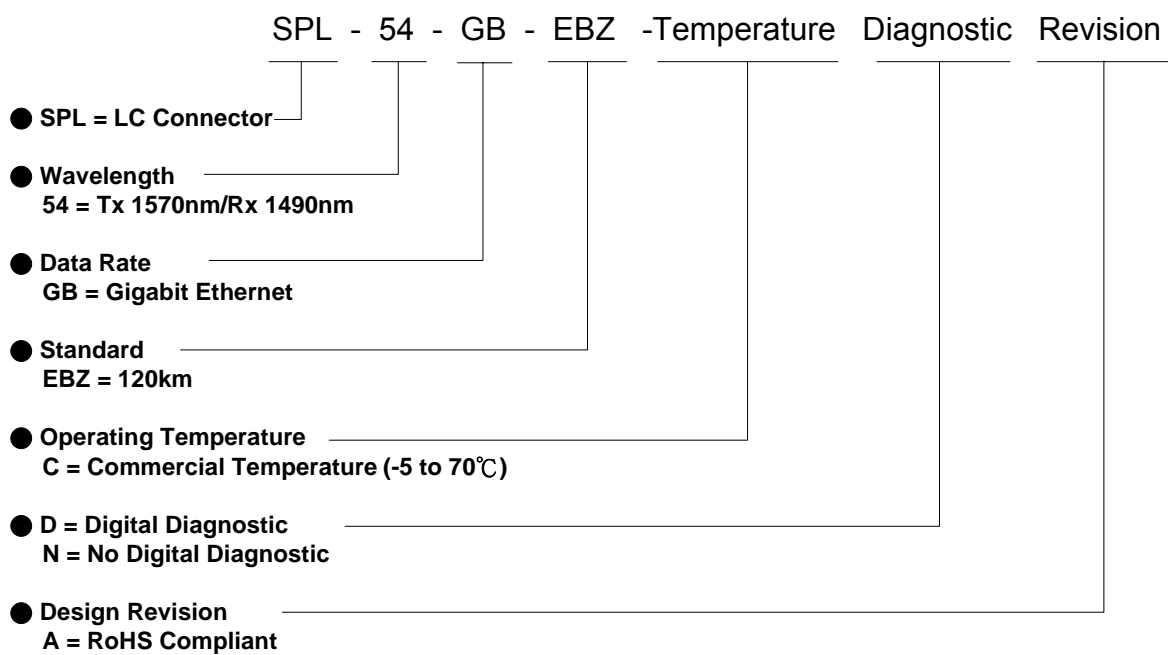 SPL - 54 - GB - EBZ -Temperature Diagnostic Revision
SPL = LC Connector
Wavelength
54 = Tx 1570nm/Rx 1490nm
Data Rate
GB = Gigabit Ethernet
Standard
EBZ = 120km
Operating Temperature
C = Commercial Temperature (-5 to 70℃)
D = Digital Diagnostic
N = No Digital Diagnostic
Design Revision
A = RoHS Compliant